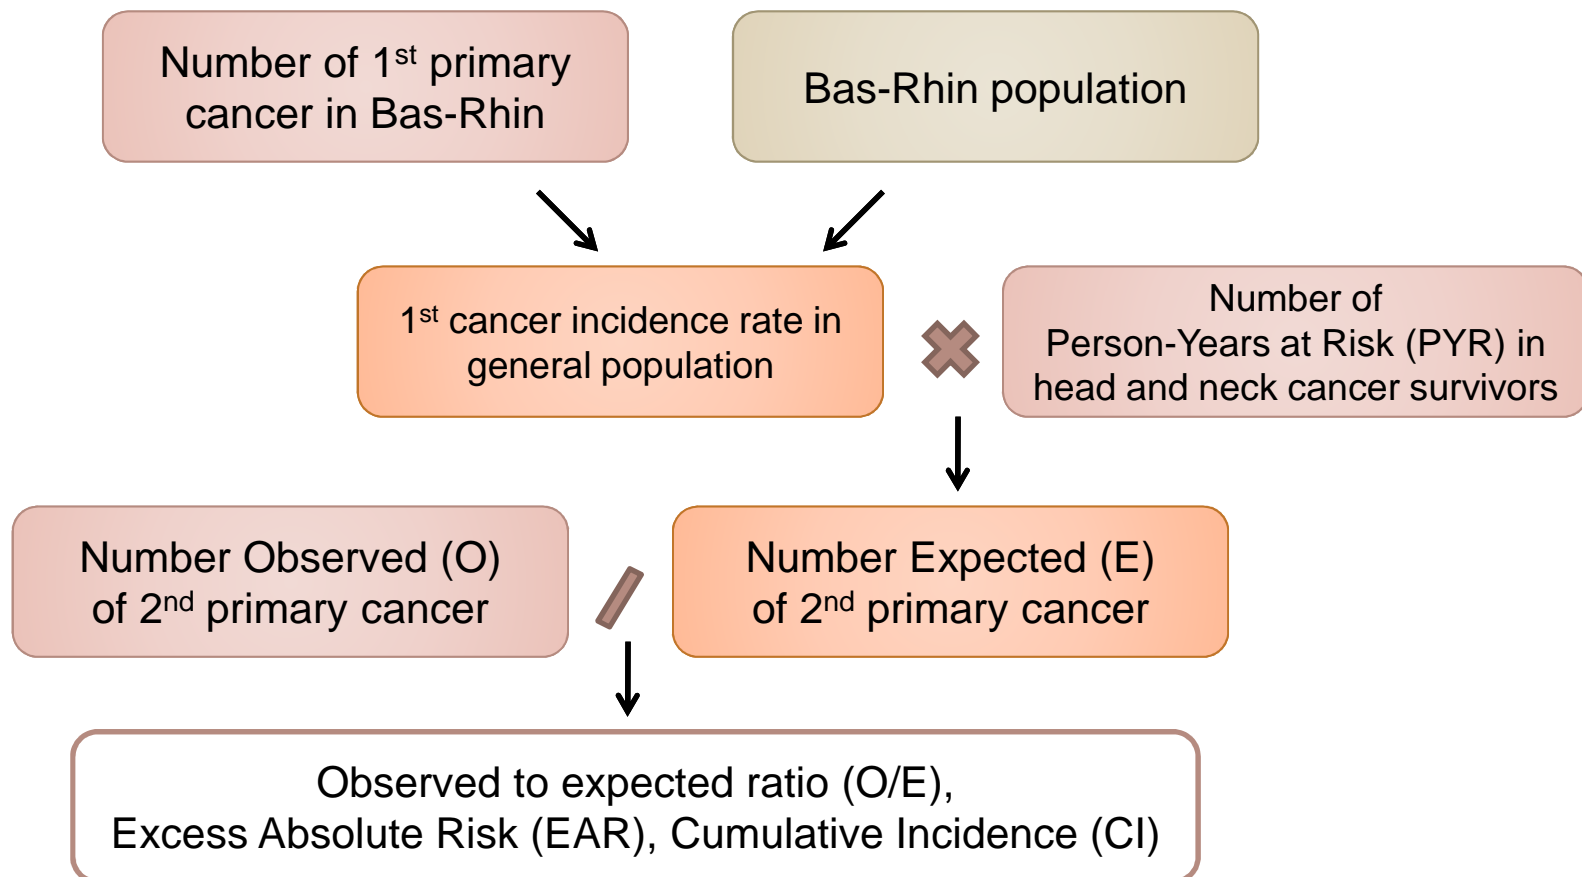 Number of 1st primary
cancer in Bas-Rhin
Bas-Rhin population
1st cancer incidence rate in
general population
Number of
Person-Years at Risk (PYR) in
head and neck cancer survivors
Number Observed (O)
of 2nd primary cancer
Number Expected (E)
of 2nd primary cancer
Observed to expected ratio (O/E),
Excess Absolute Risk (EAR), Cumulative Incidence (CI)